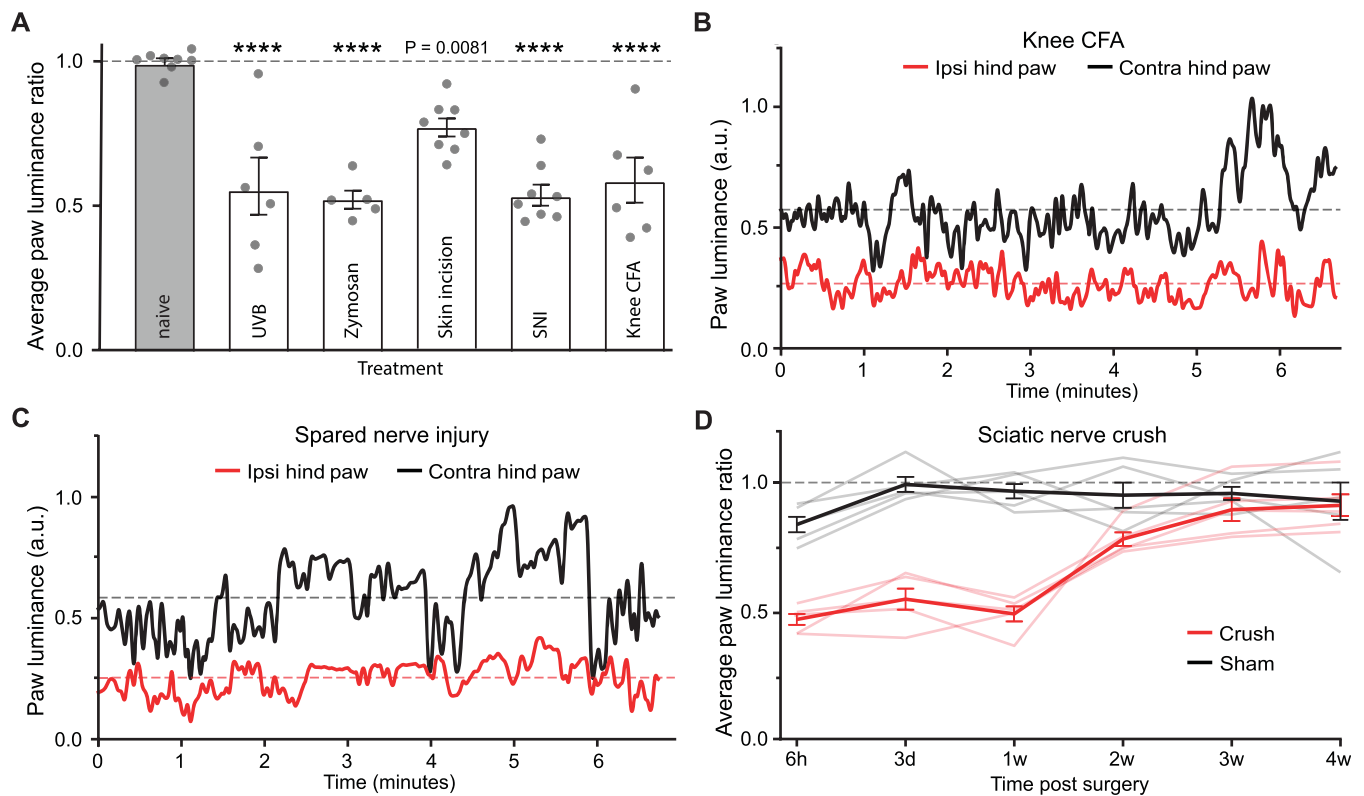 A
Average paw luminance ratio
1.0
0.5
0.0
**** **** P = 0.0081 **** ****
naive
UVB
Zymosan
Skin incision
SNI
Knee CFA
Treatment
B
Knee CFA
Ipsi hind paw Contra hind paw
Paw luminance (a.u.)
1.0
0.5
0.0
0 1 2 3 4 5 6
Time (minutes)
C
Spared nerve injury
Ipsi hind paw Contra hind paw
Paw luminance (a.u.)
1.0
0.5
0.0
0 1 2 3 4 5 6
Time (minutes)
D
Sciatic nerve crush
Average paw luminance ratio
1.0
0.5
0.0
Crush
Sham
6h 3d 1w 2w 3w 4w
Time post surgery